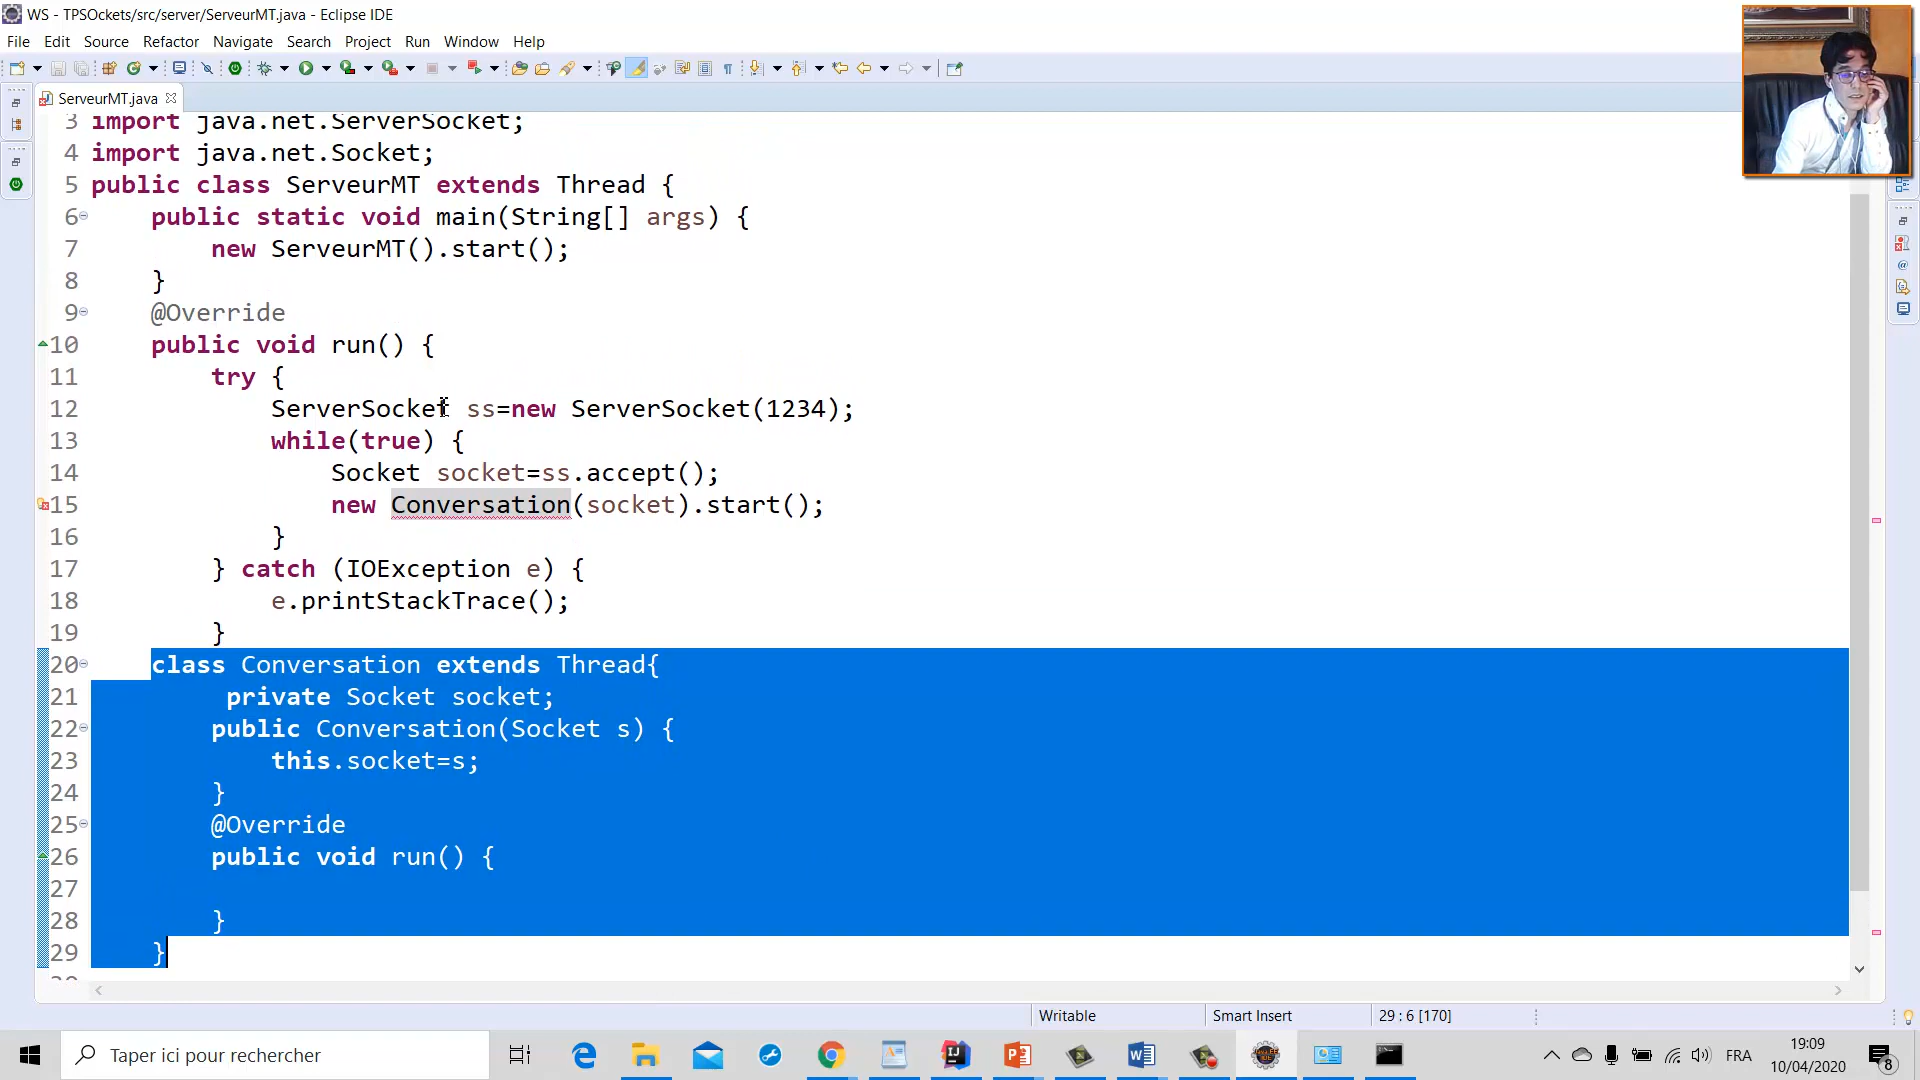 WS - TPSOckets/src/server/ServeurMT.java - Eclipse IDE
File Edit Source Refactor Navigate Search Project Run Window Help
ServeurMT.java
3 import java.net.ServerSocket;
4 import java.net.Socket;
5 public class ServeurMT extends Thread {
6 public static void main(String[] args) {
7 new ServeurMT().start();
8 }
9 @Override
10 public void run() {
11 try {
12 ServerSocket ss=new ServerSocket(1234);
13 while(true) {
14 Socket socket=ss.accept();
15 new Conversation(socket).start();
16 }
17 } catch (IOException e) {
18 e.printStackTrace();
19 }
20 class Conversation extends Thread{
21 private Socket socket;
22 public Conversation(Socket s) {
23 this.socket=s;
24 }
25 @Override
26 public void run() {
27
28 }
29 }
Writable Smart Insert 29 : 6 [170]
Taper ici pour rechercher
FRA
19:09
10/04/2020
8